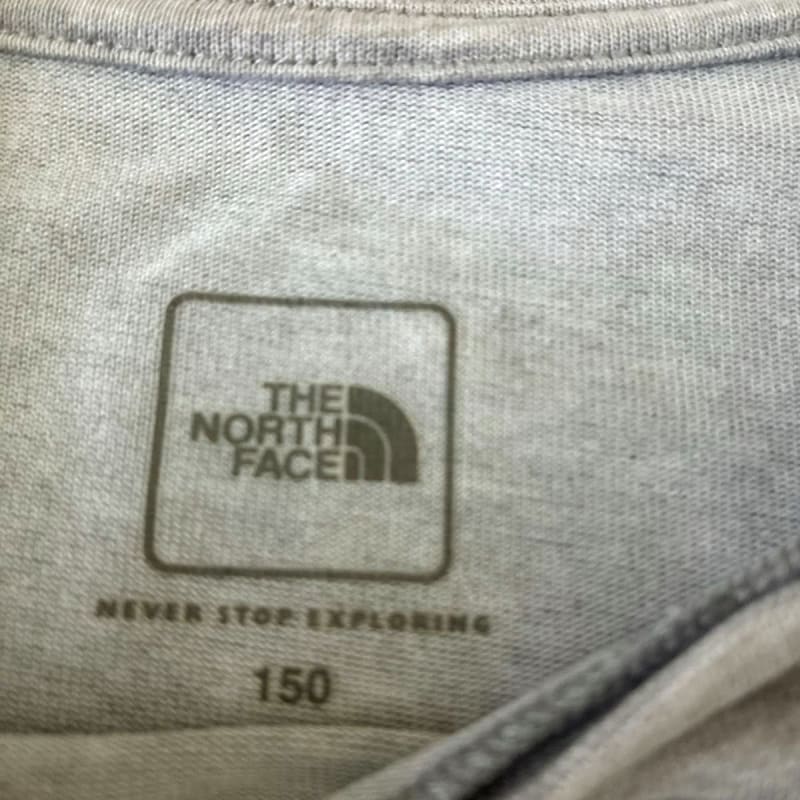 THE
NORTH
FACE
NEVER STOP EXPLORING
150